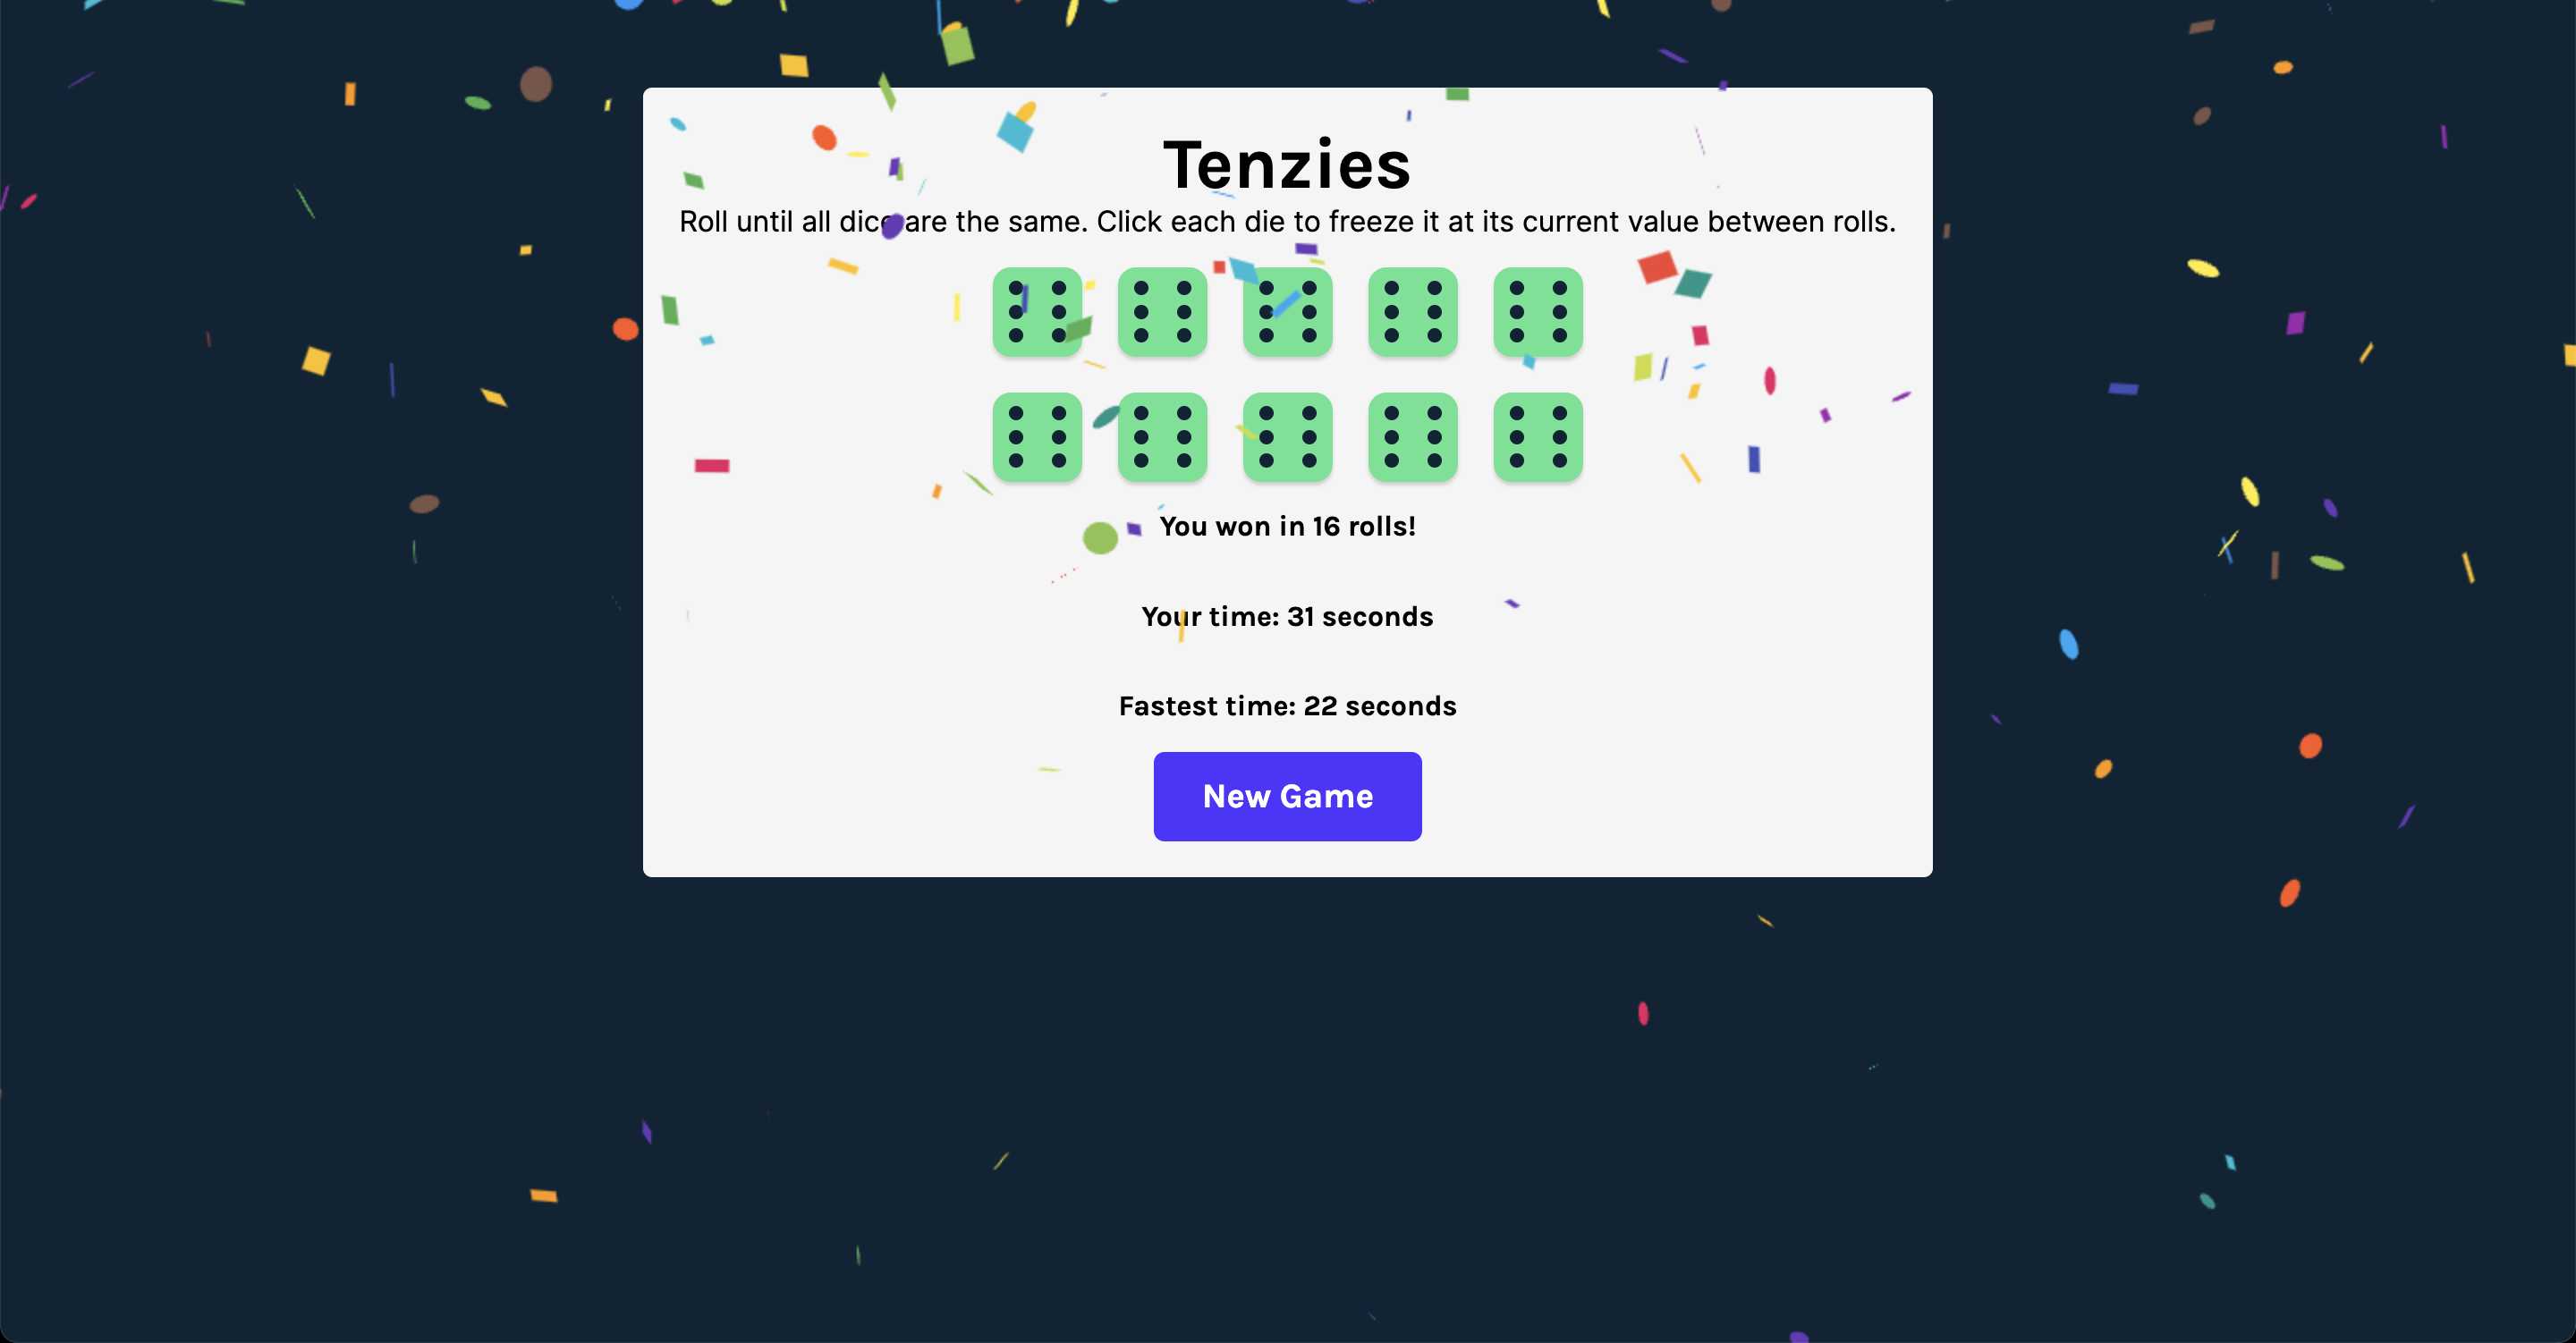 Tenzies
Roll until all dice are the same. Click each die to freeze it at its current value between rolls.
You won in 16 rolls!
Your time: 31 seconds
Fastest time: 22 seconds
New Game